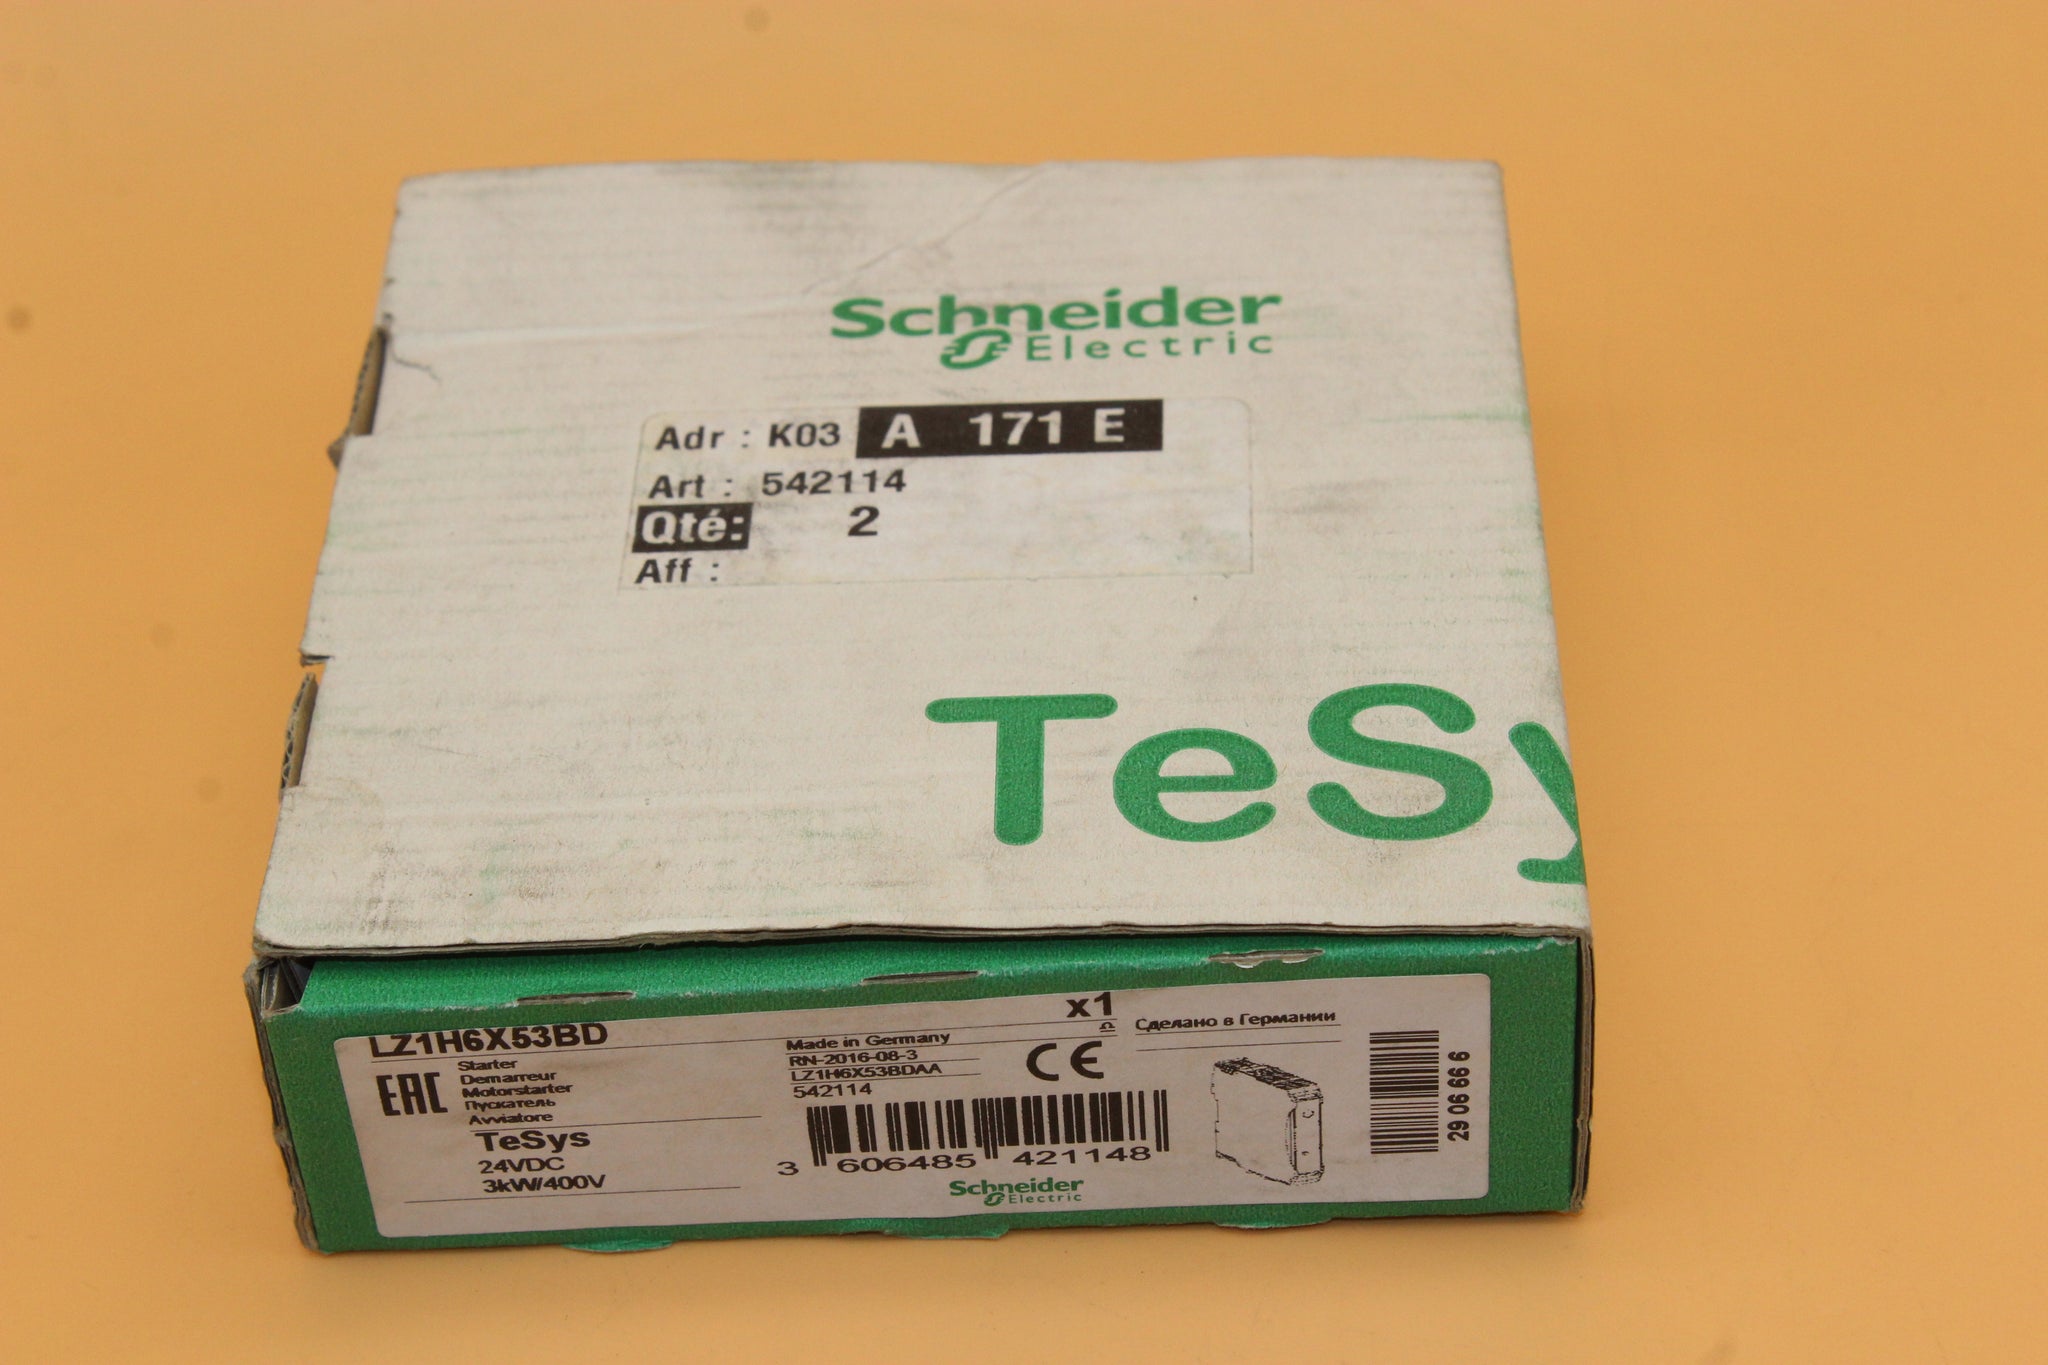 Schneider
Electric
Adr : K03 A 171 E
Art : 542114
Qté: 2
Aff :
TeSy
LZ1H6X53BD
x1
Starter
Demarreur
Motorstarter
Пускатель
Avviatore
EAC
TeSys
24VDC
3kW/400V
Made in Germany
RN-2016-08-3
LZ1H6X53BDAA
542114
CE
3 606485 421148
Schneider
Electric
Сделано в Германии
29 06 66 6